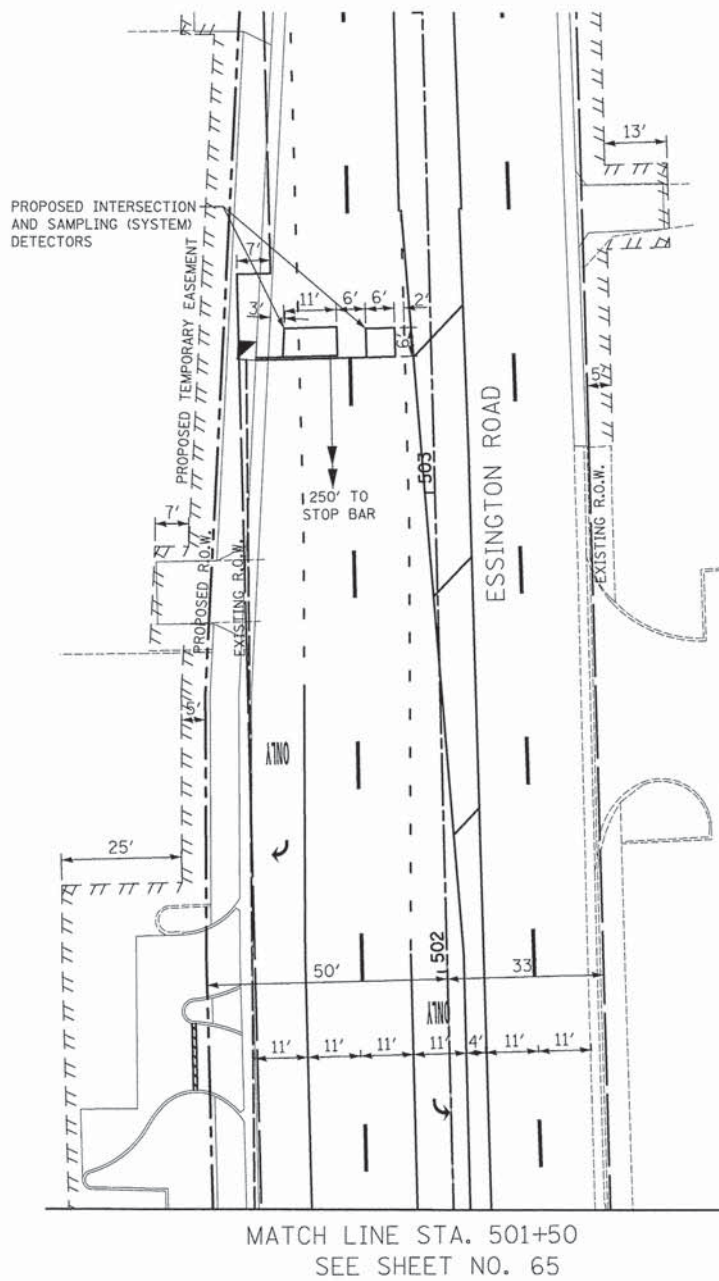 13'
PROPOSED INTERSECTION
AND SAMPLING (SYSTEM)
DETECTORS
PROPOSED TEMPORARY EASEMENT
7'
3'
11'
6'
6'
2'
6'
5'
503
250' TO
STOP BAR
ESSINGTON ROAD
7'
PROPOSED R.O.W.
EXISTING R.O.W.
EXISTING R.O.W.
5'
ONLY
25'
502
50'
33'
ONLY
11'
11'
11'
11'
4'
11'
11'
MATCH LINE STA. 501+50
SEE SHEET NO. 65